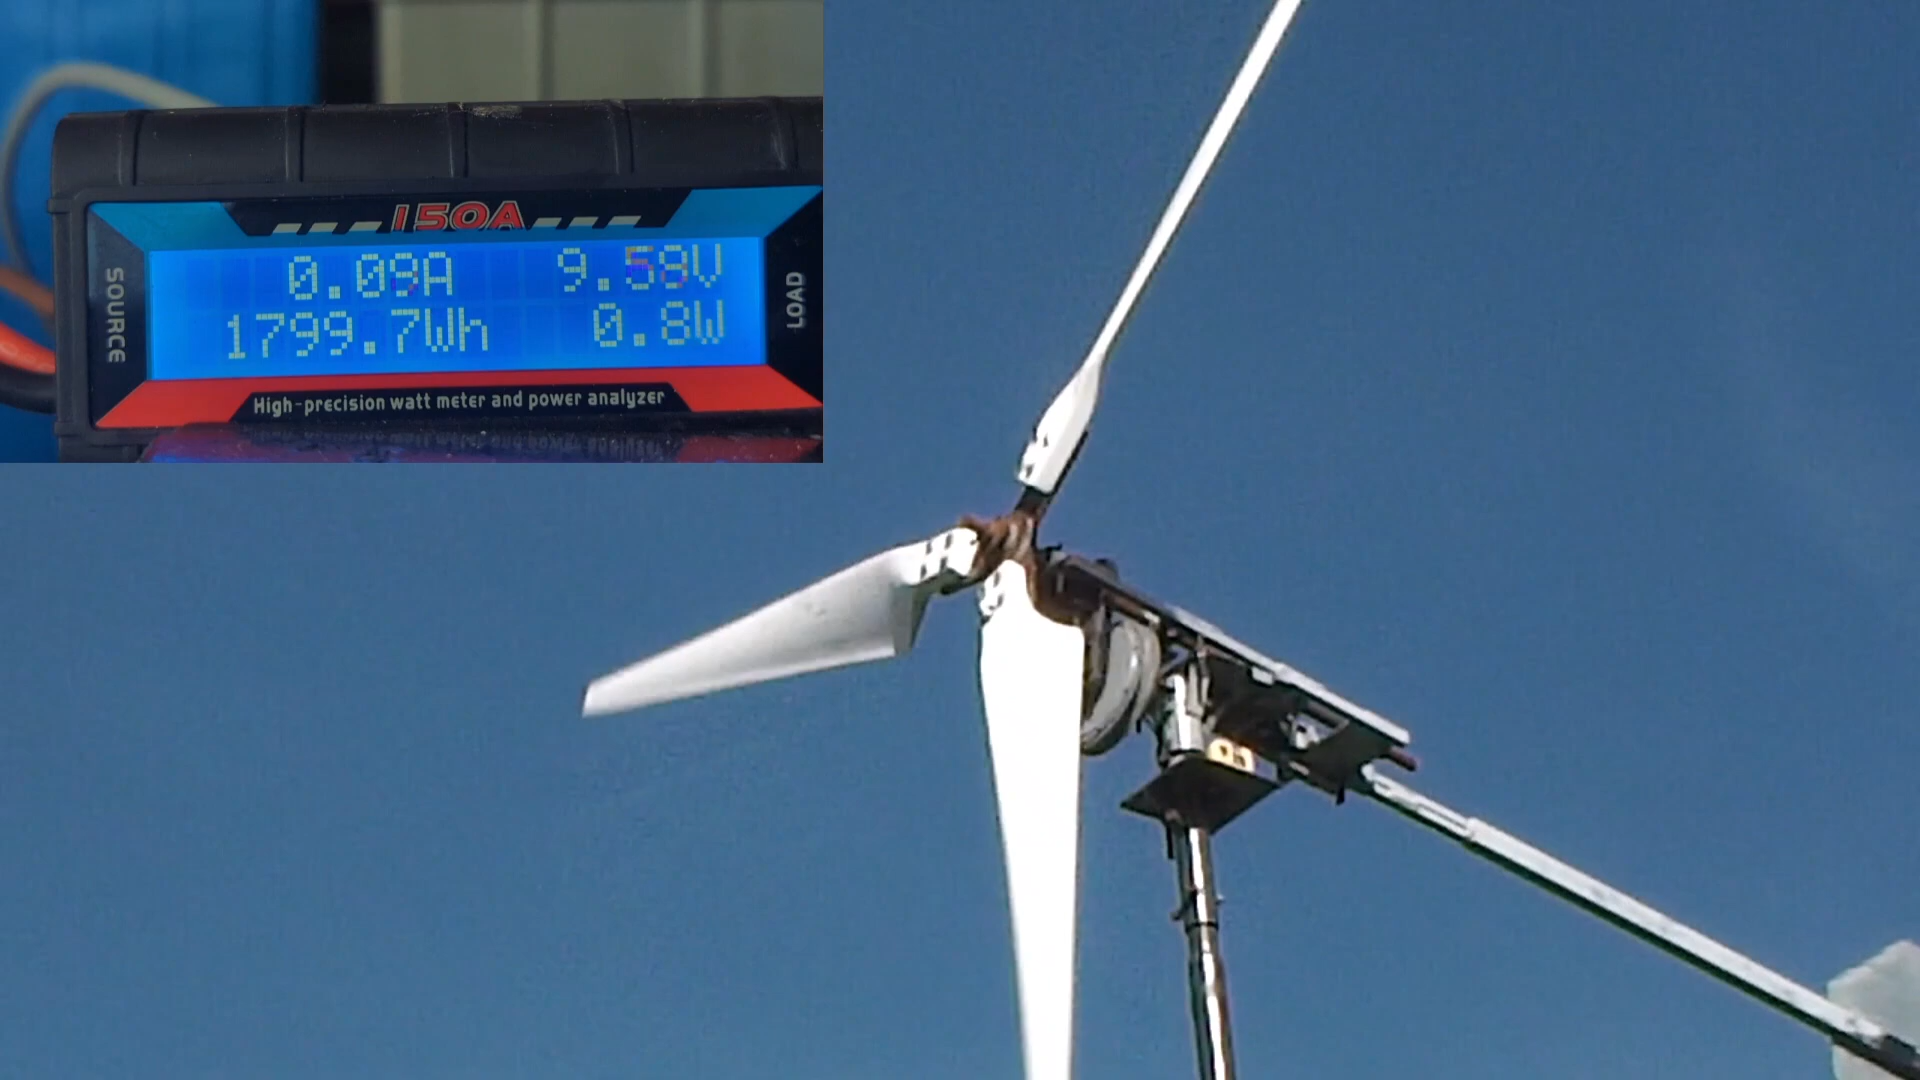 150A
SOURCE
0.09A 9.58V
LOAD
1799.7Wh 0.8W
High-precision watt meter and power analyzer